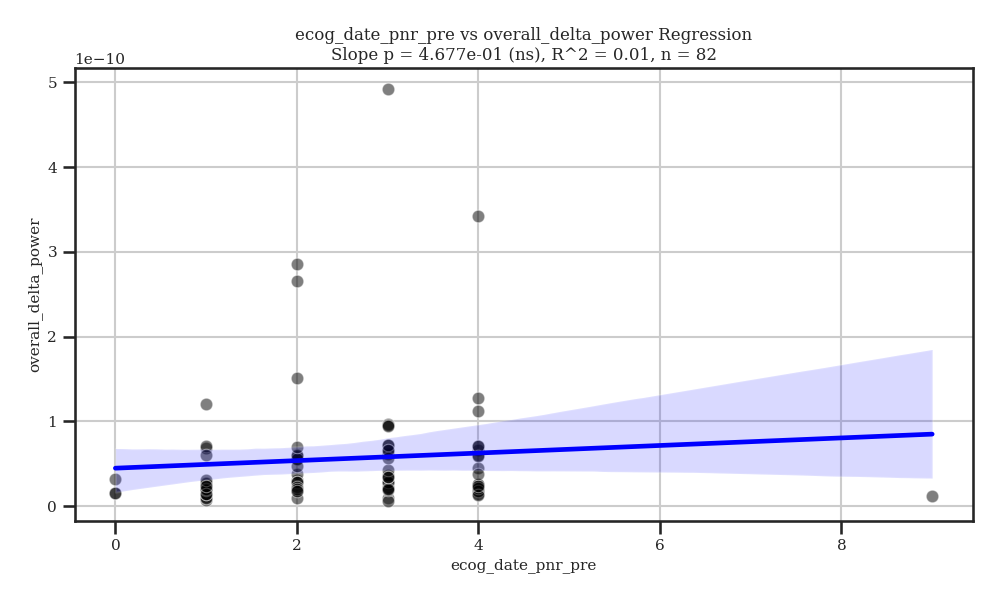 ecog_date_pnr_pre vs overall_delta_power Regression
Slope p = 4.677e-01 (ns), R^2 = 0.01, n = 82
1e−10
5
4
3
2
1
0
overall_delta_power
0 2 4 6 8
ecog_date_pnr_pre